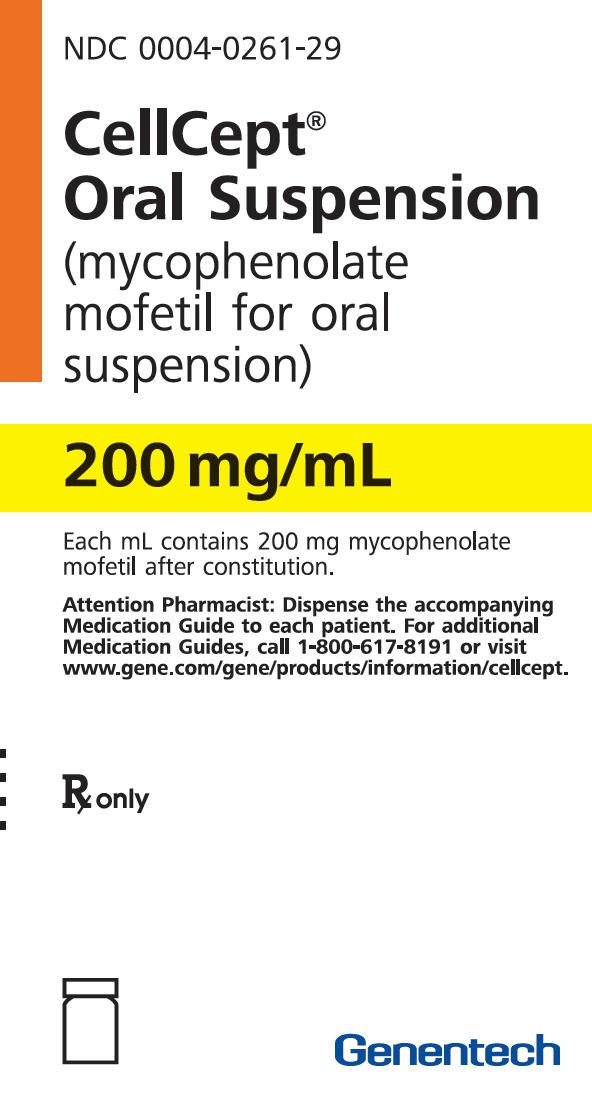 NDC 0004-0261-29
CellCept®
Oral Suspension
(mycophenolate
mofetil for oral
suspension)
200 mg/mL
Each mL contains 200 mg mycophenolate
mofetil after constitution.
Attention Pharmacist: Dispense the accompanying
Medication Guide to each patient. For additional
Medication Guides, call 1-800-617-8191 or visit
www.gene.com/gene/products/information/cellcept.
Rx only
Genentech